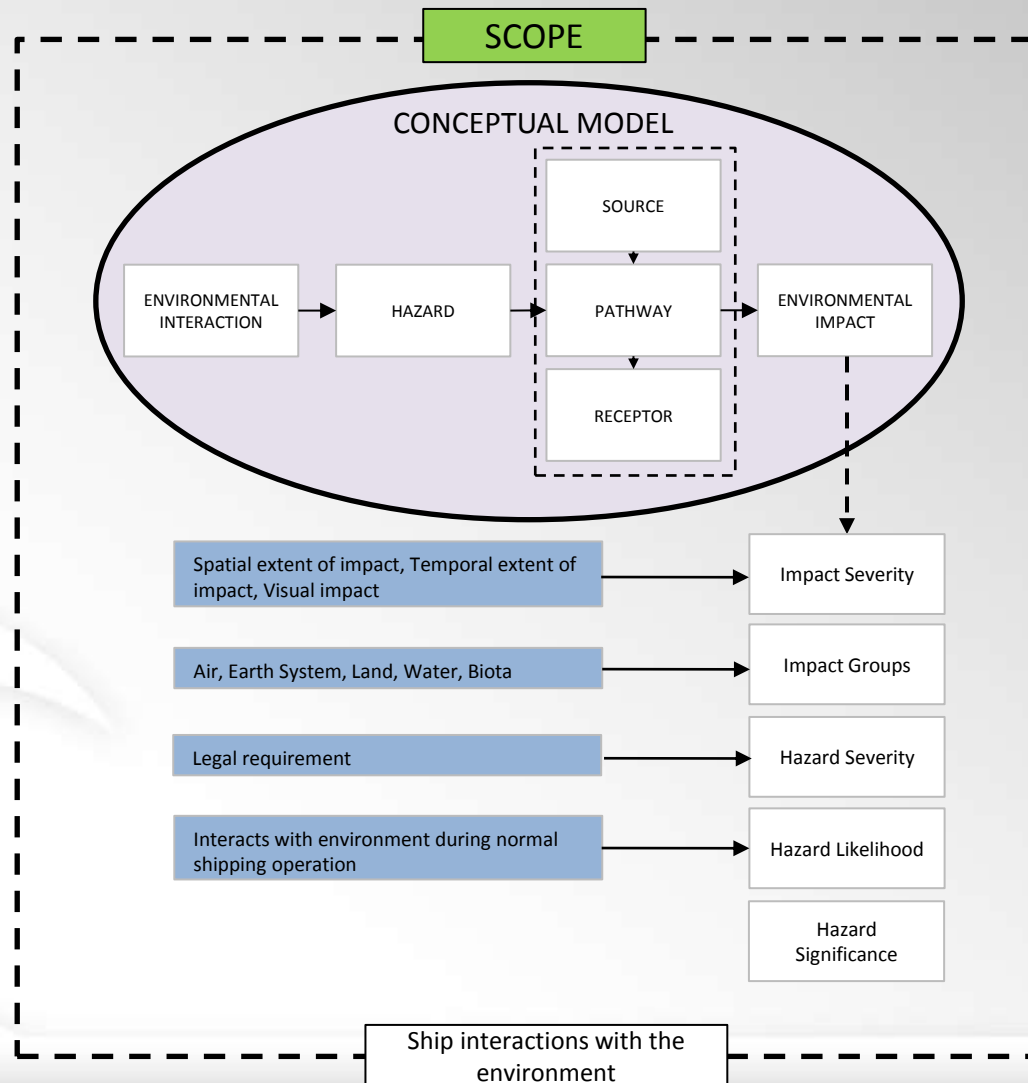 SCOPE
CONCEPTUAL MODEL
SOURCE
ENVIRONMENTAL
INTERACTION
HAZARD
PATHWAY
ENVIRONMENTAL
IMPACT
RECEPTOR
Spatial extent of impact, Temporal extent of
impact, Visual impact
Impact Severity
Air, Earth System, Land, Water, Biota
Impact Groups
Legal requirement
Hazard Severity
Interacts with environment during normal
shipping operation
Hazard Likelihood
Hazard
Significance
Ship interactions with the
environment